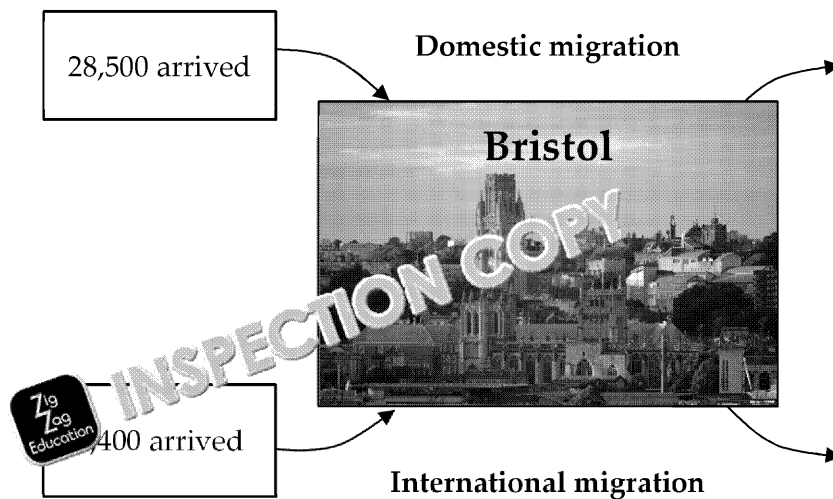 28,500 arrived
Domestic migration
Bristol
INSPECTION COPY
Zig
Zag
Education
,400 arrived
International migration